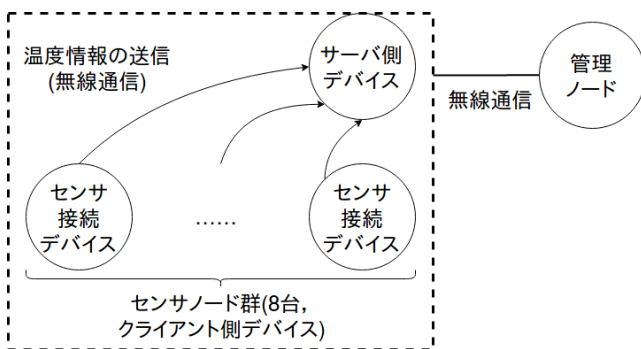 温度情報の送信
(無線通信)
サーバ側
デバイス
管理
ノード
無線通信
センサ
接続
デバイス
……
センサ
接続
デバイス
センサノード群(8台,
クライアント側デバイス)